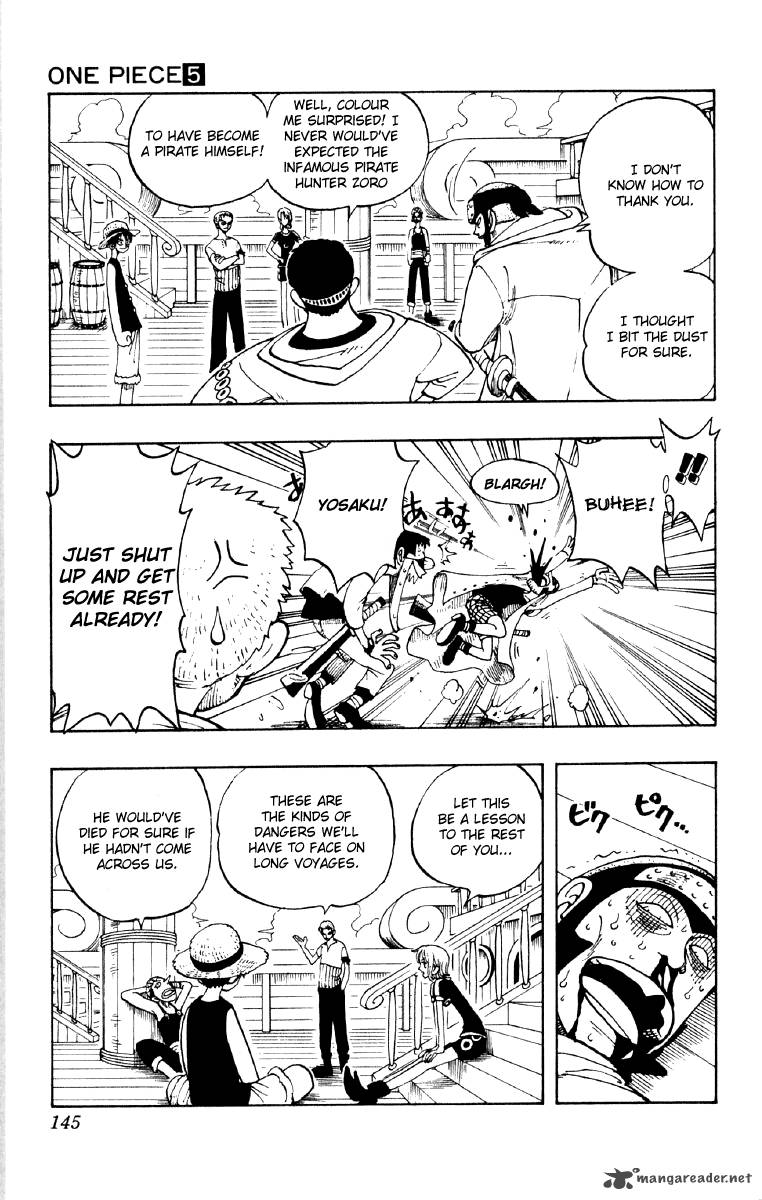 ONE PIECE 5
I DON'T
KNOW HOW TO
THANK YOU.
I THOUGHT
I BIT THE DUST
FOR SURE.
WELL, COLOUR
ME SURPRISED! I
NEVER WOULD'VE
EXPECTED THE
INFAMOUS PIRATE
HUNTER ZORO
TO HAVE BECOME
A PIRATE HIMSELF!
!!
BUHEE!
BLARGH!
YOSAKU!
JUST SHUT
UP AND GET
SOME REST
ALREADY!
ピク…
ビク
LET THIS
BE A LESSON
TO THE REST
OF YOU...
THESE ARE
THE KINDS OF
DANGERS WE'LL
HAVE TO FACE ON
LONG VOYAGES.
HE WOULD'VE
DIED FOR SURE IF
HE HADN'T COME
ACROSS US.
145
mangareader.net